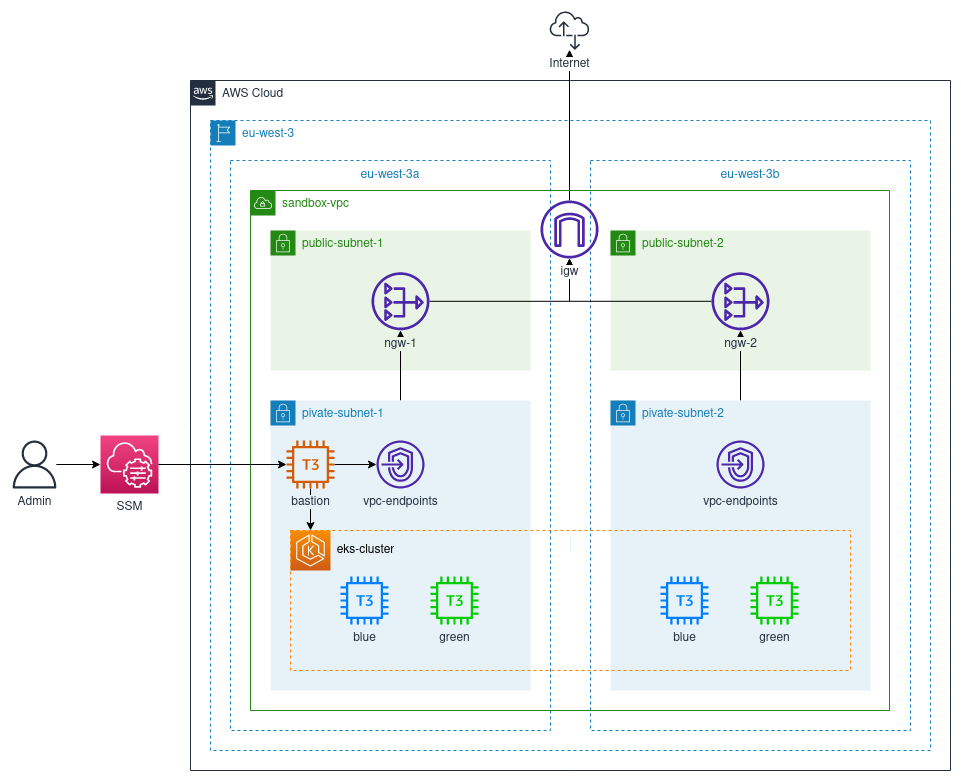 Internet
aws
AWS Cloud
eu-west-3
eu-west-3a
eu-west-3b
sandbox-vpc
public-subnet-1
public-subnet-2
igw
ngw-1
ngw-2
pivate-subnet-1
pivate-subnet-2
T3
Admin
SSM
bastion
vpc-endpoints
vpc-endpoints
K
eks-cluster
T3
T3
T3
T3
blue
green
blue
green